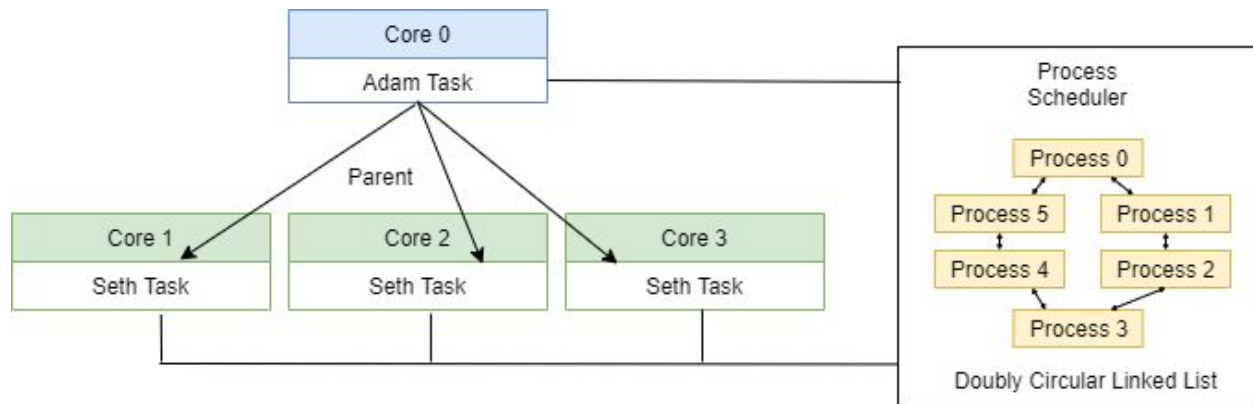 Core 0
Adam Task
Parent
Core 1
Seth Task
Core 2
Seth Task
Core 3
Seth Task
Process
Scheduler
Process 0
Process 5
Process 1
Process 4
Process 2
Process 3
Doubly Circular Linked List